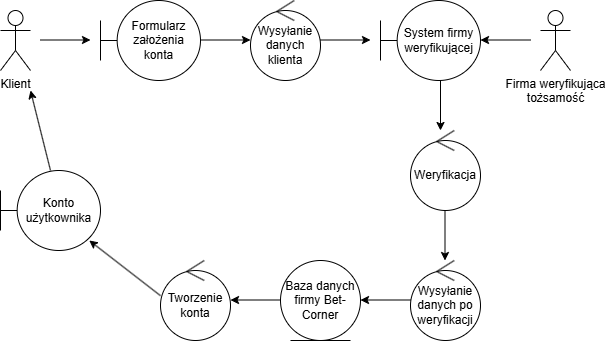 Formularz
założenia
konta
Wysyłanie
danych
klienta
System firmy
weryfikującej
Klient
Firma weryfikująca
tożsamość
Weryfikacja
Konto
użytkownika
Wysyłanie
danych po
weryfikacji
Baza danych
firmy Bet-
Corner
Tworzenie
konta